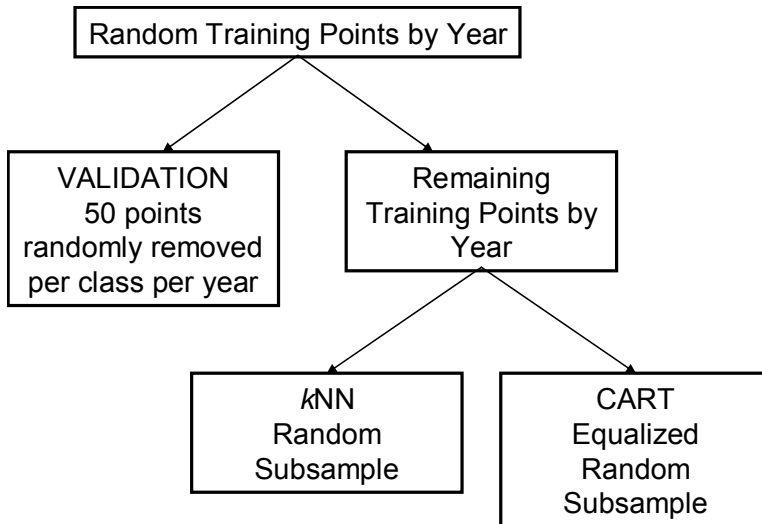 Random Training Points by Year
VALIDATION
50 points
randomly removed
per class per year
Remaining
Training Points by
Year
kNN
Random
Subsample
CART
Equalized
Random
Subsample